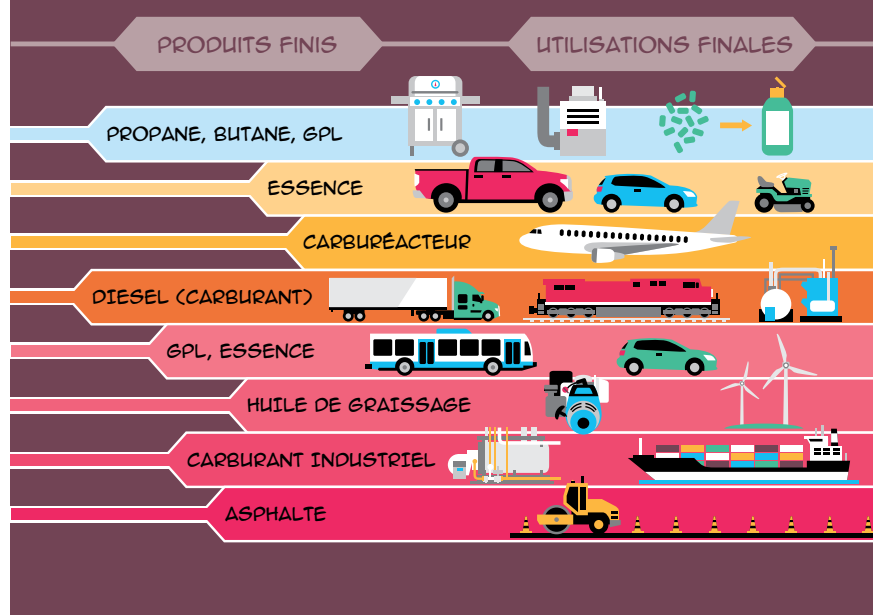 PRODUITS FINIS
UTILISATIONS FINALES
PROPANE, BUTANE, GPL
ESSENCE
CARBURÉACTEUR
DIESEL (CARBURANT)
GPL, ESSENCE
HUILE DE GRAISSAGE
CARBURANT INDUSTRIEL
ASPHALTE